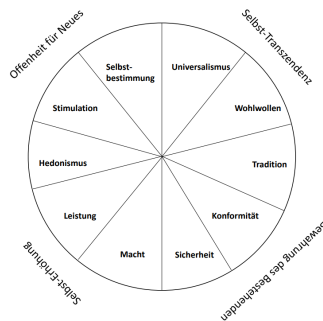 Offenheit für Neues
Selbst-Transzendenz
Selbst-
bestimmung
Universalismus
Stimulation
Wohlwollen
Hedonismus
Tradition
Leistung
Konformität
Macht
Sicherheit
Selbst-Erhöhung
Bewahrung des Bestehenden